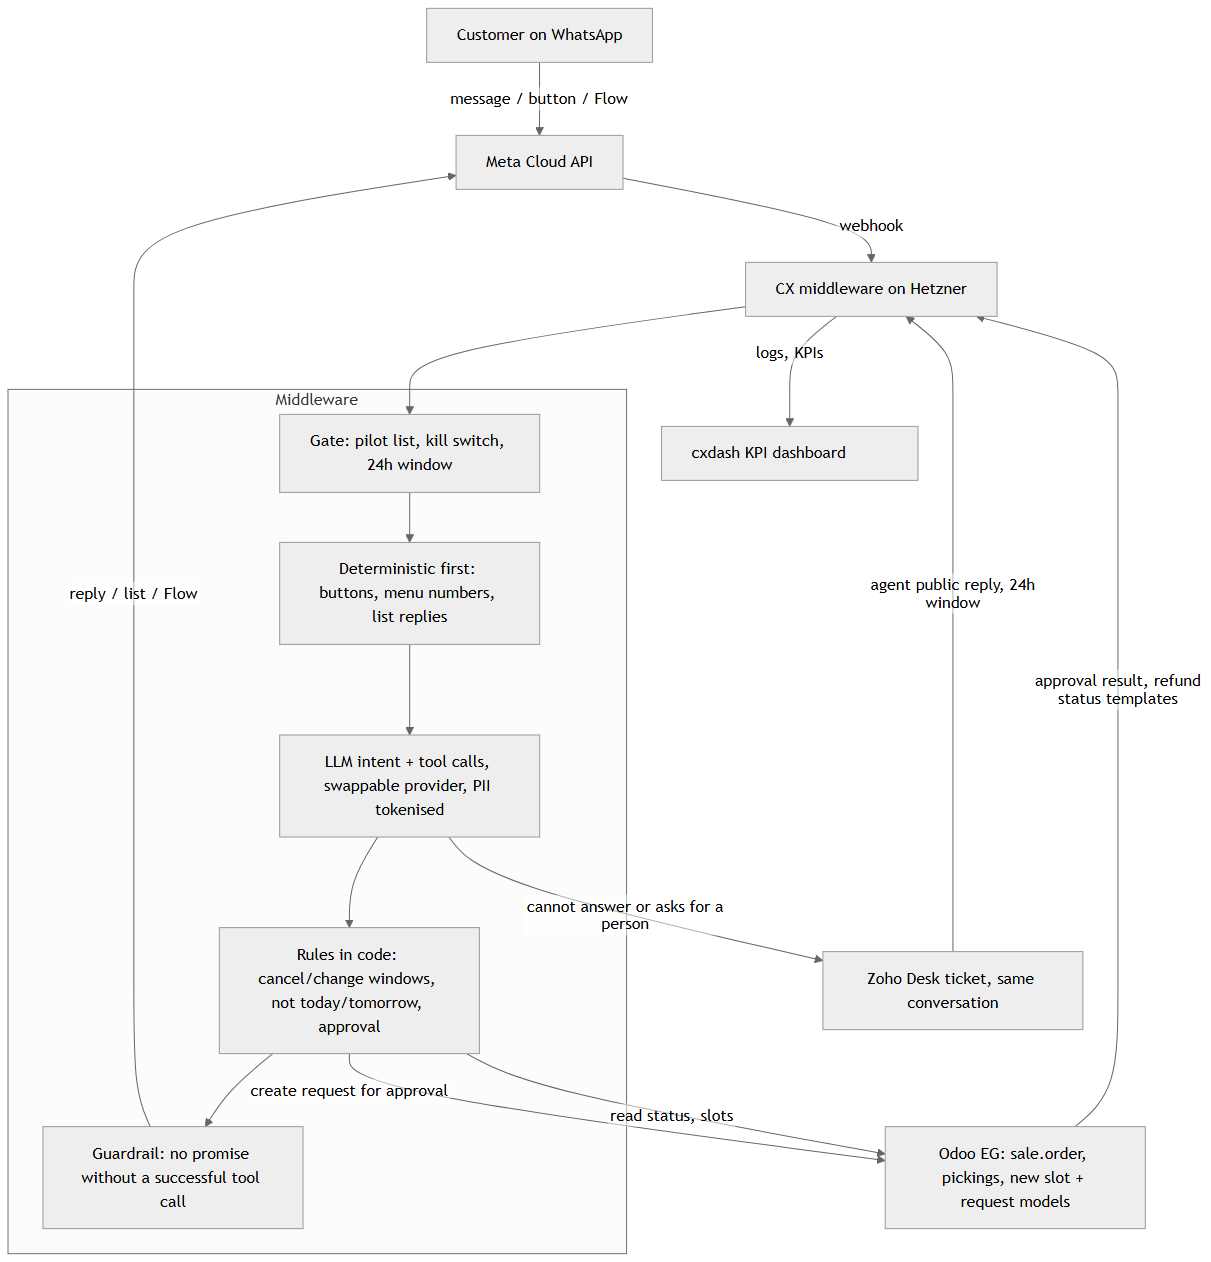 Customer on WhatsApp
message / button / Flow
Meta Cloud API
webhook
CX middleware on Hetzner
logs, KPIs
Middleware
Gate: pilot list, kill switch,
24h window
cxdash KPI dashboard
Deterministic first:
buttons, menu numbers,
list replies
reply / list / Flow
agent public reply, 24h
window
approval result, refund
status templates
LLM intent + tool calls,
swappable provider, PII
tokenised
cannot answer or asks for a
person
Rules in code:
cancel/change windows,
not today/tomorrow,
approval
Zoho Desk ticket, same
conversation
create request for approval
read status, slots
Guardrail: no promise
without a successful tool
call
Odoo EG: sale.order,
pickings, new slot +
request models